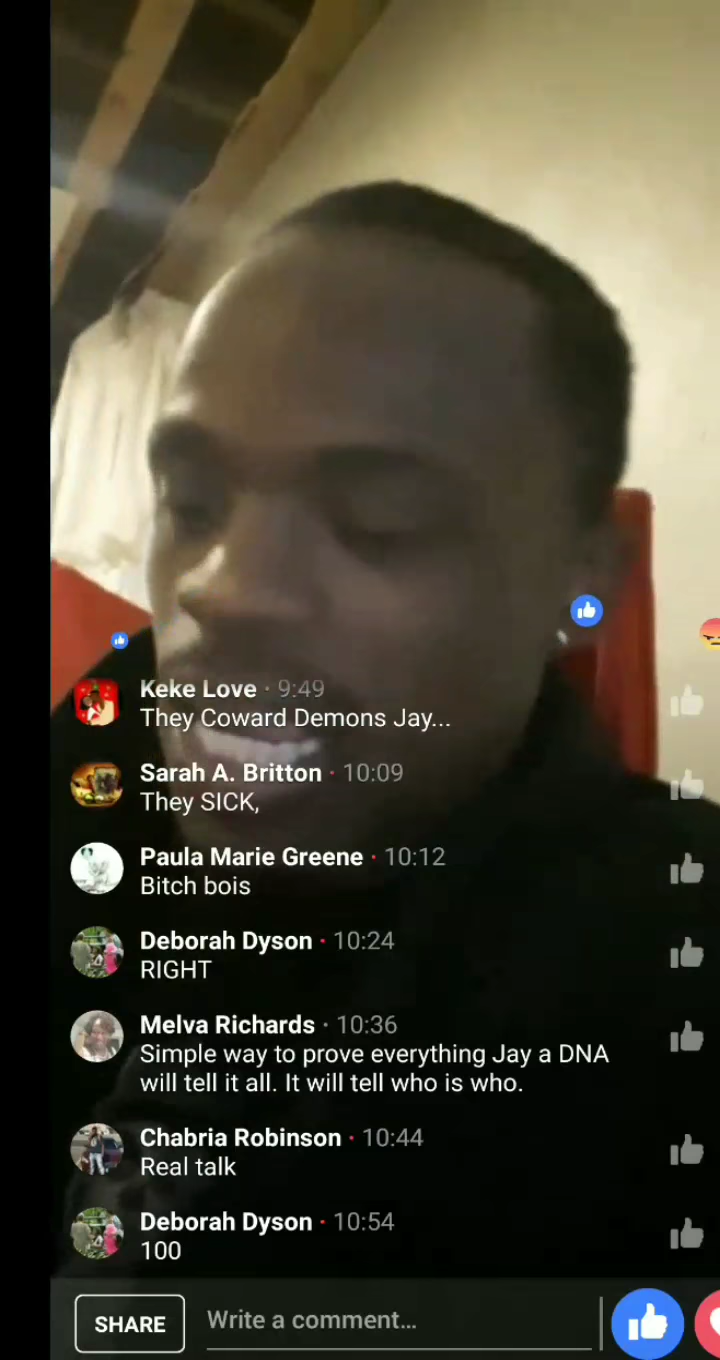 Keke Love · 9:49
They Coward Demons Jay...
Sarah A. Britton · 10:09
They SICK,
Paula Marie Greene · 10:12
Bitch bois
Deborah Dyson · 10:24
RIGHT
Melva Richards · 10:36
Simple way to prove everything Jay a DNA
will tell it all. It will tell who is who.
Chabria Robinson · 10:44
Real talk
Deborah Dyson · 10:54
100
SHARE
Write a comment...